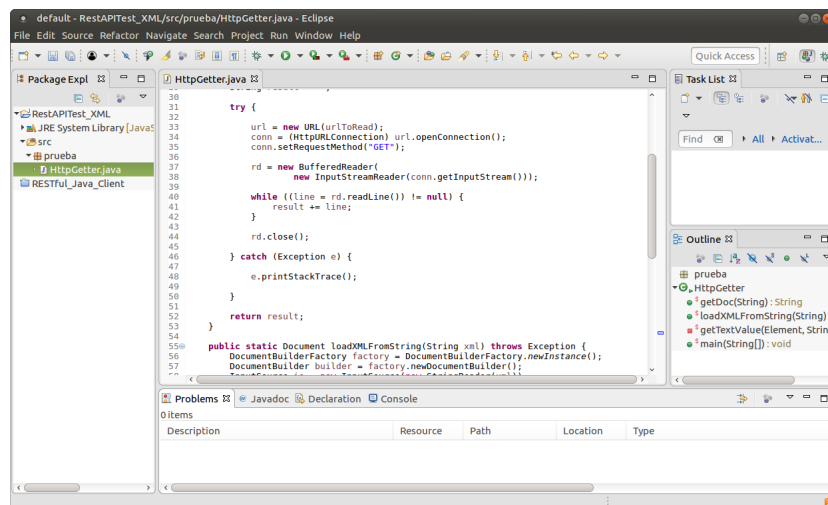 default - RestAPITest_XML/src/prueba/HttpGetter.java - Eclipse
File Edit Source Refactor Navigate Search Project Run Window Help
Quick Access
Package Expl
RestAPITest_XML
JRE System Library [JavaS
src
prueba
HttpGetter.java
RESTful_Java_Client
HttpGetter.java
30
31 try {
32
33 url = new URL(urlToRead);
34 conn = (HttpURLConnection) url.openConnection();
35 conn.setRequestMethod("GET");
36
37 rd = new BufferedReader(
38 new InputStreamReader(conn.getInputStream()));
39
40 while ((line = rd.readLine()) != null) {
41 result += line;
42 }
43
44 rd.close();
45
46 } catch (Exception e) {
47
48 e.printStackTrace();
49
50 }
51
52 return result;
53 }
54
55 public static Document loadXMLFromString(String xml) throws Exception {
56 DocumentBuilderFactory factory = DocumentBuilderFactory.newInstance();
57 DocumentBuilder builder = factory.newDocumentBuilder();
Task List
Find All Activat...
Outline
prueba
HttpGetter
getDoc(String) : String
loadXMLFromString(String)
getTextValue(Element, Strin
main(String[]) : void
Problems Javadoc Declaration Console
0 items
Description Resource Path Location Type